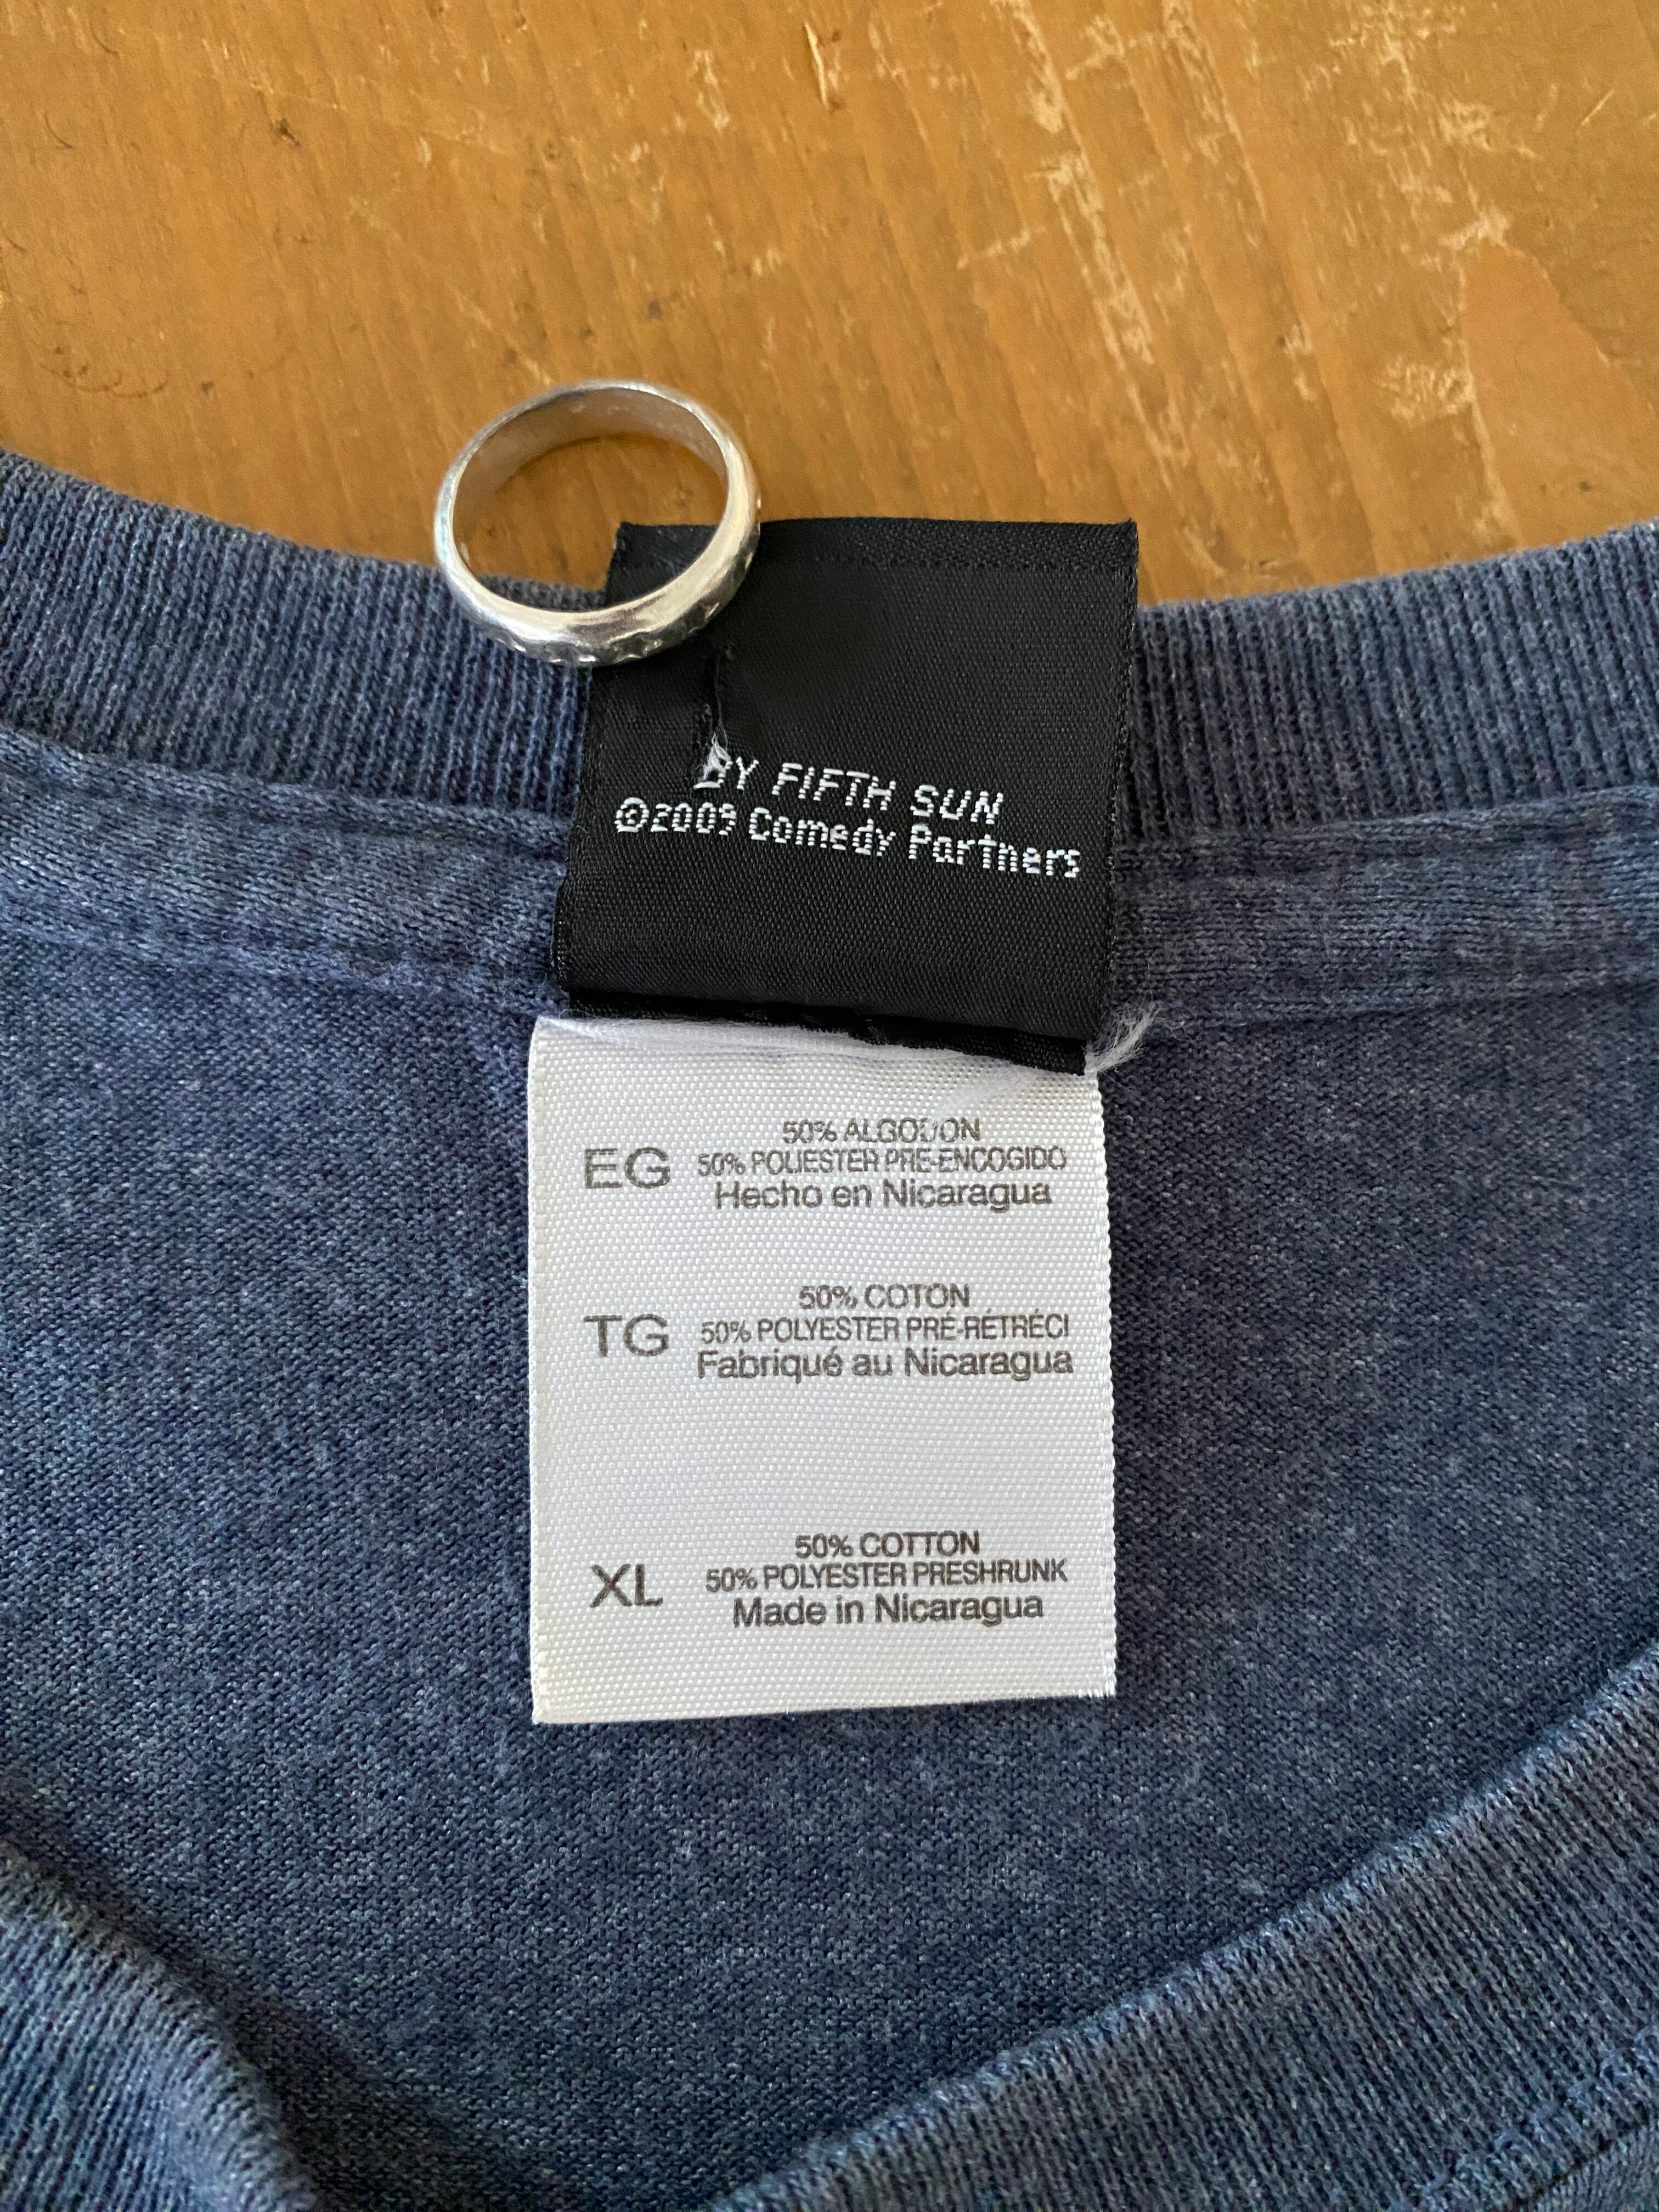 BY FIFTH SUN
©2009 Comedy Partners
50% ALGODON
EG 50% POLIESTER PRE-ENCOGIDO
Hecho en Nicaragua
50% COTON
TG 50% POLYESTER PRÉ-RÉTRÉCI
Fabriqué au Nicaragua
50% COTTON
XL 50% POLYESTER PRESHRUNK
Made in Nicaragua